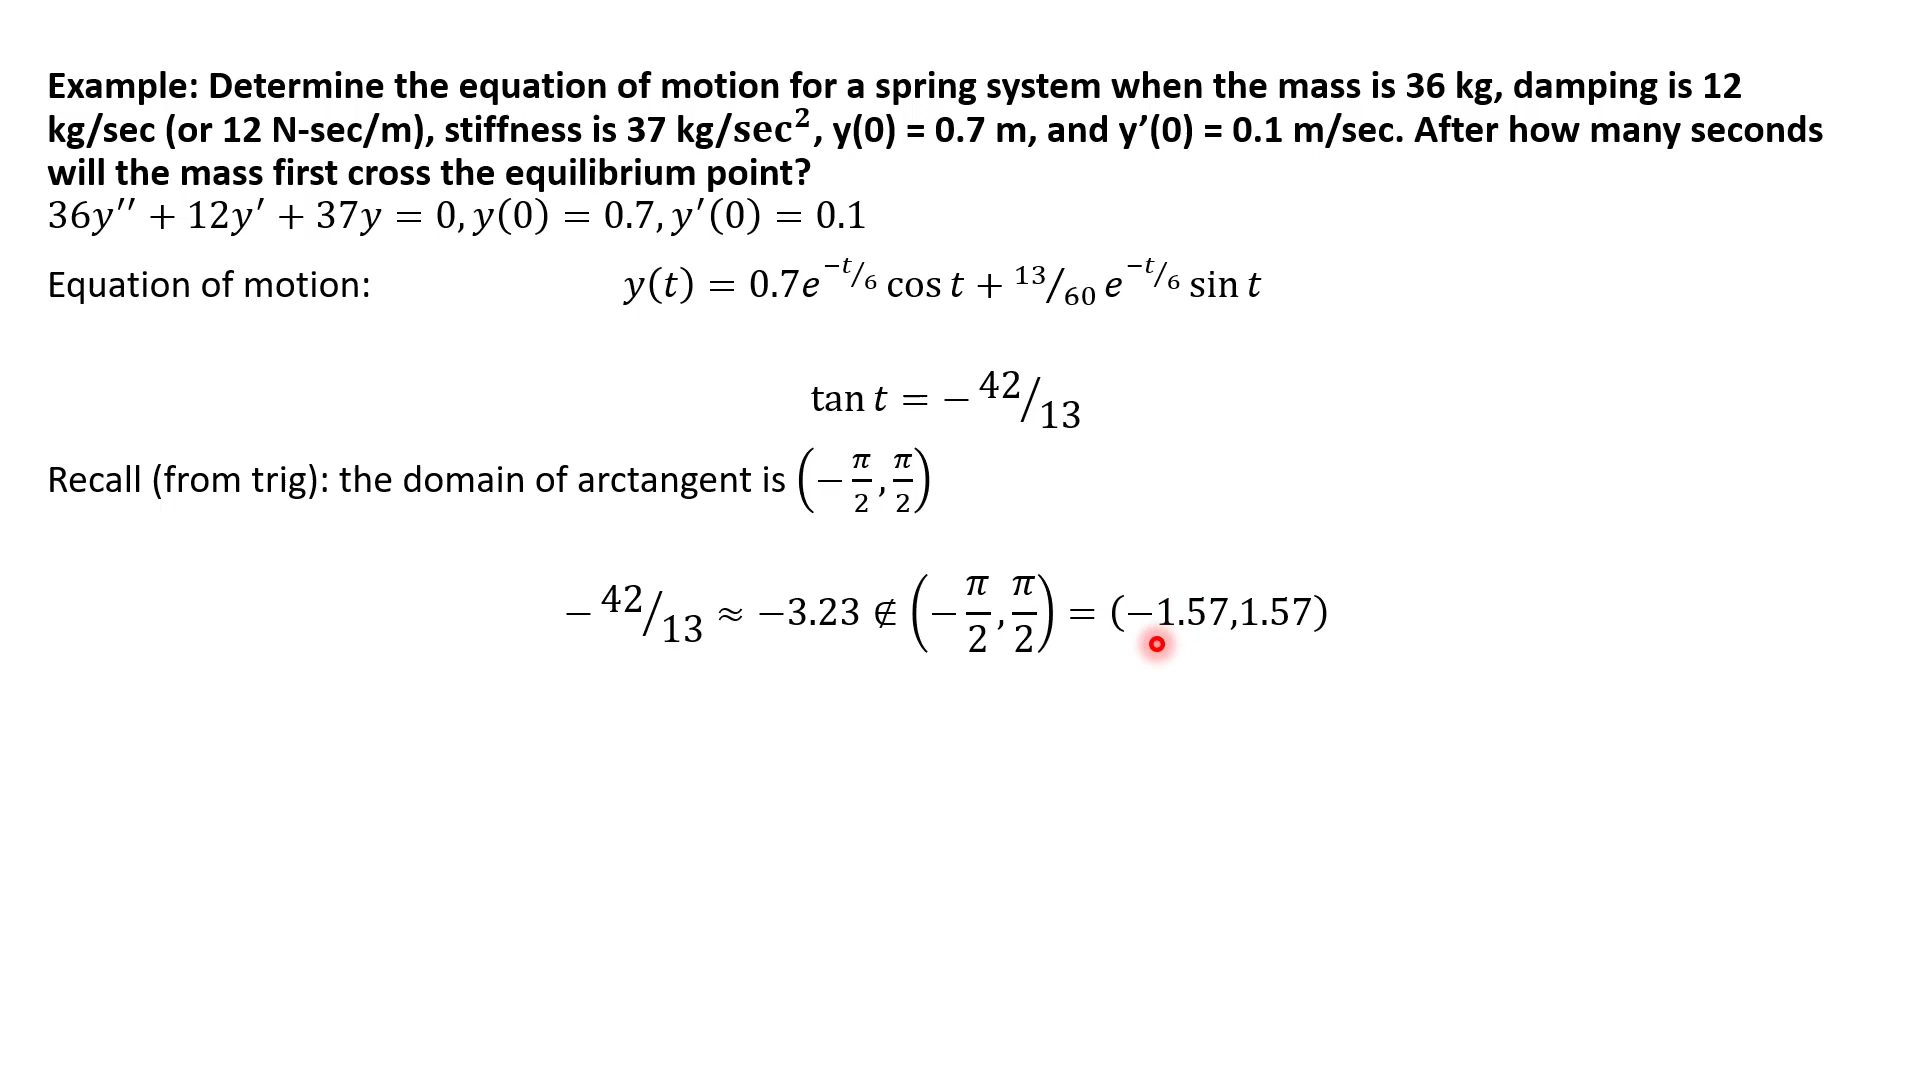 Example: Determine the equation of motion for a spring system when the mass is 36 kg, damping is 12
kg/sec (or 12 N-sec/m), stiffness is 37 kg/sec², y(0) = 0.7 m, and y’(0) = 0.1 m/sec. After how many seconds
will the mass first cross the equilibrium point?
36y′′ + 12y′ + 37y = 0, y(0) = 0.7, y′(0) = 0.1
Equation of motion: y(t) = 0.7e^(−t/6) cos t + 13/60 e^(−t/6) sin t
tan t = − 42/13
Recall (from trig): the domain of arctangent is (−π/2, π/2)
− 42/13 ≈ −3.23 ∉ (−π/2, π/2) = (−1.57,1.57)